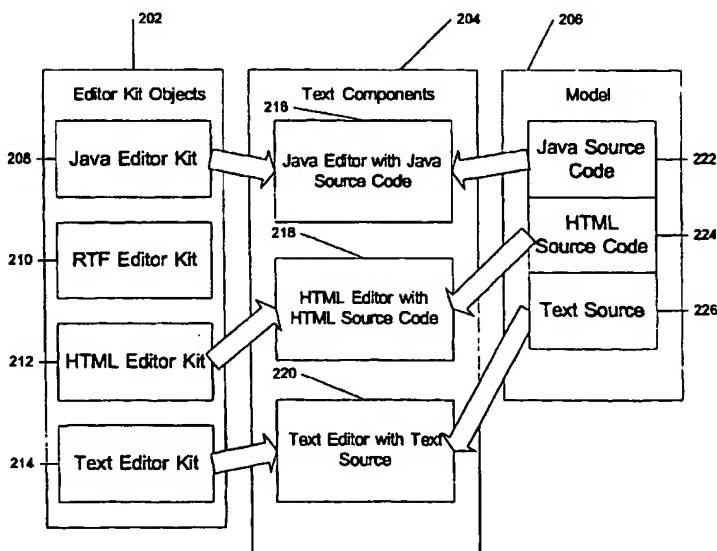 202
204
206
Editor Kit Objects
Text Components
Model
216
208
Java Editor Kit
Java Editor with Java
Source Code
Java Source
Code
222
210
RTF Editor Kit
218
HTML
Source Code
224
HTML Editor with
HTML Source Code
Text Source
226
212
HTML Editor Kit
220
214
Text Editor Kit
Text Editor with Text
Source